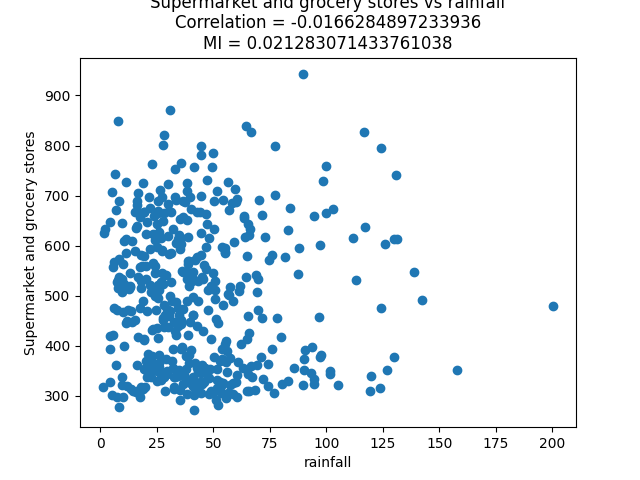 Supermarket and grocery stores vs rainfall
Correlation = -0.0166284897233936
MI = 0.021283071433761038
Supermarket and grocery stores
900
800
700
600
500
400
300
0 25 50 75 100 125 150 175 200
rainfall